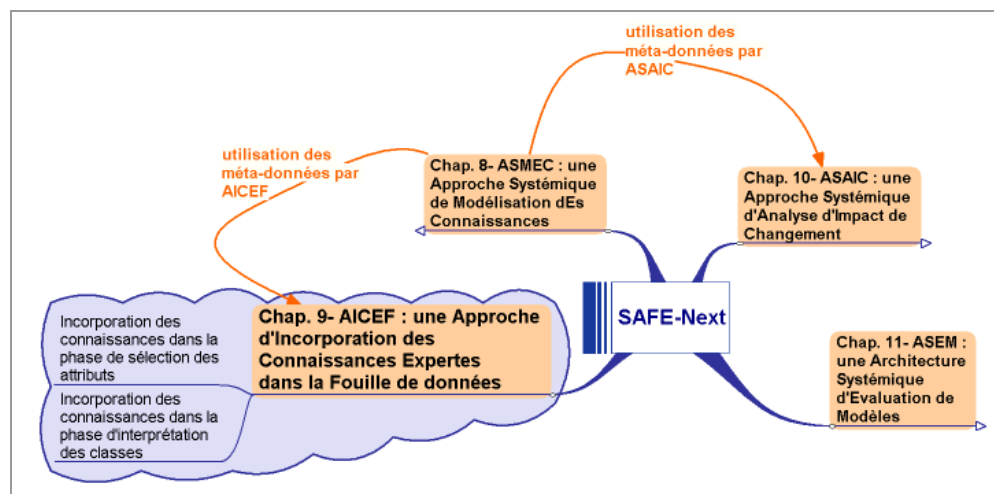 utilisation des
méta-données par
ASAIC
utilisation des
méta-données par
AICEF
Chap. 8- ASMEC : une
Approche Systémique
de Modélisation dEs
Connaissances
Chap. 10- ASAIC : une
Approche Systémique
d'Analyse d'Impact de
Changement
SAFE-Next
Chap. 9- AICEF : une Approche
d'Incorporation des
Connaissances Expertes
dans la Fouille de données
Incorporation des
connaissances dans la
phase de sélection des
attributs
Incorporation des
connaissances dans la
phase d'interprétation
des classes
Chap. 11- ASEM :
une Architecture
Systémique
d'Evaluation de
Modèles